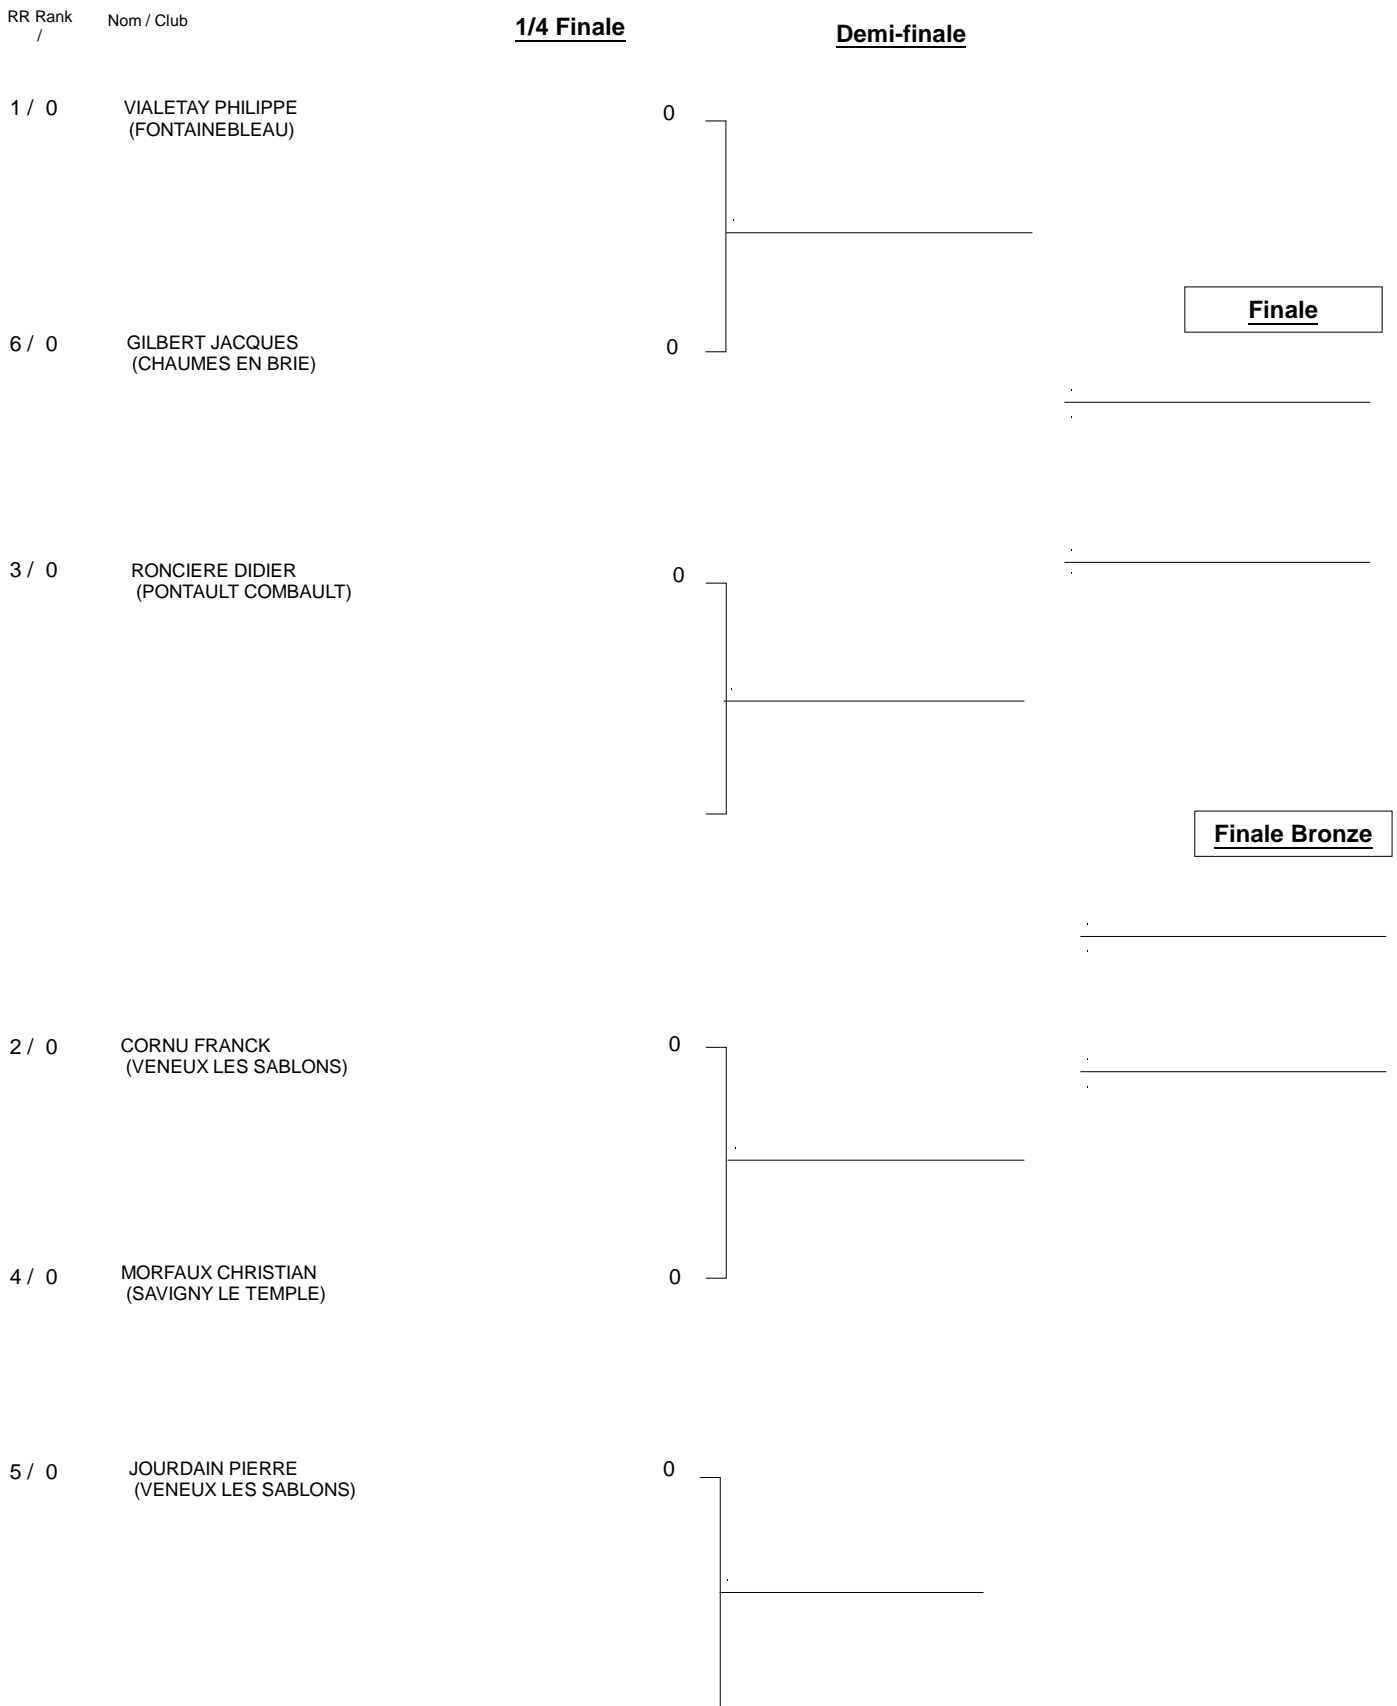 RR Rank
/
Nom / Club
1/4 Finale
Demi-finale
1 / 0
VIALETAY PHILIPPE
(FONTAINEBLEAU)
0
Finale
6 / 0
GILBERT JACQUES
(CHAUMES EN BRIE)
0
3 / 0
RONCIERE DIDIER
(PONTAULT COMBAULT)
0
Finale Bronze
2 / 0
CORNU FRANCK
(VENEUX LES SABLONS)
0
4 / 0
MORFAUX CHRISTIAN
(SAVIGNY LE TEMPLE)
0
5 / 0
JOURDAIN PIERRE
(VENEUX LES SABLONS)
0